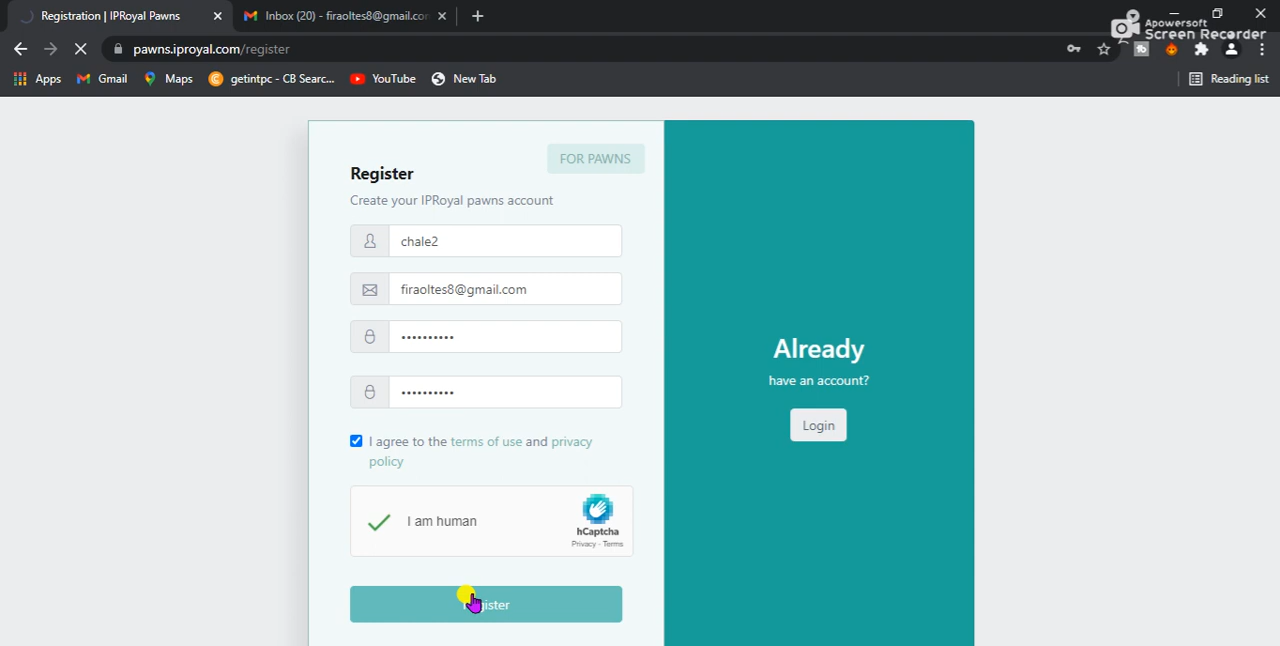 Registration | IPRoyal Pawns
Inbox (20) - firaoltes8@gmail.co
Apowersoft
Screen Recorder
pawns.iproyal.com/register
Apps Gmail Maps getintpc - CB Searc... YouTube New Tab Reading list
FOR PAWNS
Register
Create your IPRoyal pawns account
chale2
firaoltes8@gmail.com
••••••••••
••••••••••
I agree to the terms of use and privacy
policy
I am human
hCaptcha
Privacy - Terms
Register
Already
have an account?
Login